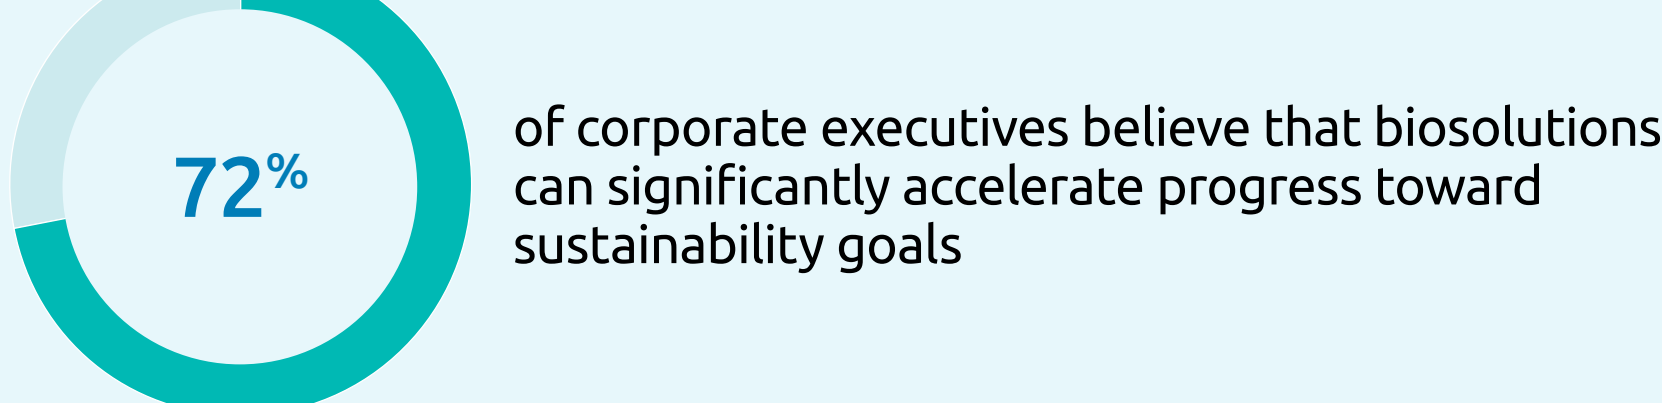 72%
of corporate executives believe that biosolutions
can significantly accelerate progress toward
sustainability goals